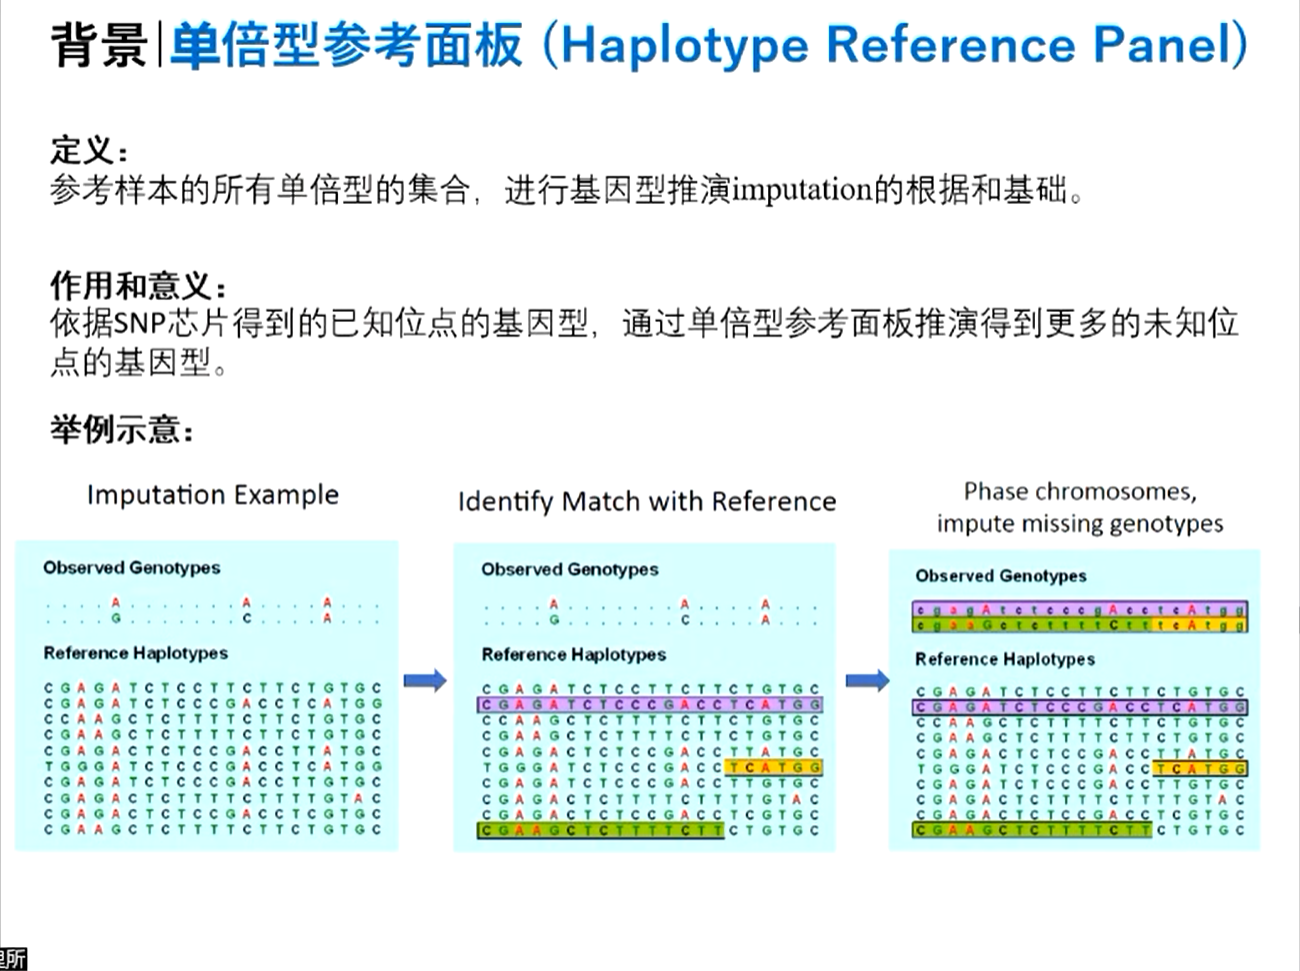 背景|单倍型参考面板 (Haplotype Reference Panel)
定义：
参考样本的所有单倍型的集合，进行基因型推演imputation的根据和基础。
作用和意义：
依据SNP芯片得到的已知位点的基因型，通过单倍型参考面板推演得到更多的未知位
点的基因型。
举例示意：
Imputation Example
Observed Genotypes
. . . . A . . . . . . . A . . . . A . . .
. . . . G . . . . . . . C . . . . A . . .
Reference Haplotypes
C G A G A T C T C C T T C T T C T G T G C
C G A G A T C T C C C G A C C T C A T G G
C C A A G C T C T T T T C T T C T G T G C
C G A A G C T C T T T T C T T C T G T G C
C G A G A C T C T C C G A C C T T A T G C
T G G G A T C T C C C G A C C T C A T G G
C G A G A T C T C C C G A C C T T G T G C
C G A G A C T C T T T T C T T T T G T A C
C G A G A C T C T C C G A C C T C G T G C
C G A A G C T C T T T T C T T C T G T G C
Identify Match with Reference
Observed Genotypes
. . . . A . . . . . . . A . . . . A . . .
. . . . G . . . . . . . C . . . . A . . .
Reference Haplotypes
C G A G A T C T C C T T C T T C T G T G C
C G A G A T C T C C C G A C C T C A T G G
C C A A G C T C T T T T C T T C T G T G C
C G A A G C T C T T T T C T T C T G T G C
C G A G A C T C T C C G A C C T T A T G C
T G G G A T C T C C C G A C C T C A T G G
C G A G A T C T C C C G A C C T T G T G C
C G A G A C T C T T T T C T T T T G T A C
C G A G A C T C T C C G A C C T C G T G C
C G A A G C T C T T T T C T T C T G T G C
Phase chromosomes,
impute missing genotypes
Observed Genotypes
c g a g A t c t c c c g A c c t c A t g g
c g a a G c t c t t t t C t t t c A t g g
Reference Haplotypes
C G A G A T C T C C T T C T T C T G T G C
C G A G A T C T C C C G A C C T C A T G G
C C A A G C T C T T T T C T T C T G T G C
C G A A G C T C T T T T C T T C T G T G C
C G A G A C T C T C C G A C C T T A T G C
T G G G A T C T C C C G A C C T C A T G G
C G A G A T C T C C C G A C C T T G T G C
C G A G A C T C T T T T C T T T T G T A C
C G A G A C T C T C C G A C C T C G T G C
C G A A G C T C T T T T C T T C T G T G C
所